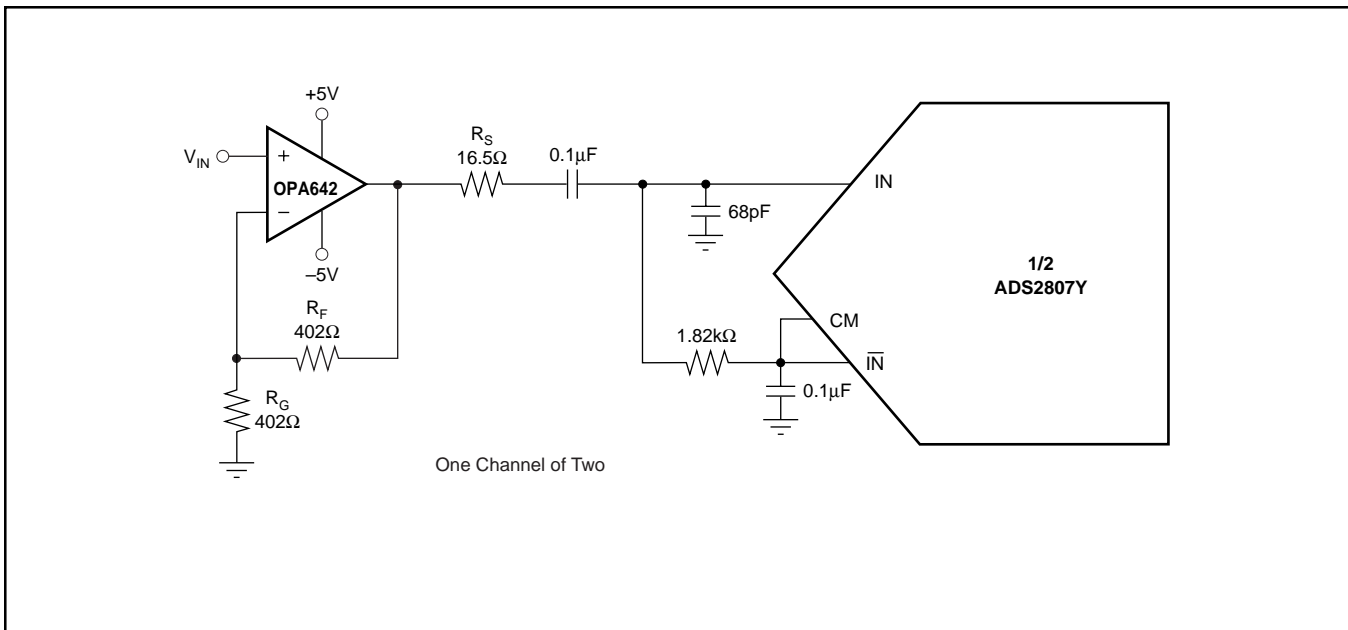 +5V
V_IN
+
OPA642
−
–5V
R_S
16.5Ω
0.1µF
R_F
402Ω
R_G
402Ω
68pF
1.82kΩ
0.1µF
IN
CM
I̅N̅
1/2
ADS2807Y
One Channel of Two